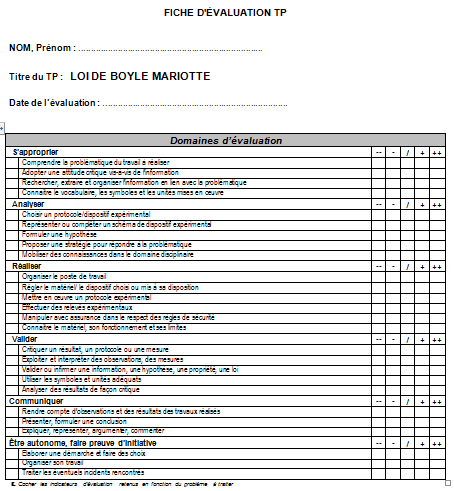 FICHE D'ÉVALUATION TP
NOM, Prénom : ......................................................................
Titre du TP : LOI DE BOYLE MARIOTTE
Date de l'évaluation : ......................................................................
Domaines d'évaluation
S'approprier -- - / + ++
Comprendre la problématique du travail a réaliser
Adopter une attitude critique vis-a-vis de l'information
Rechercher, extraire et organiser l'information en lien avec la problématique
Connaitre le vocabulaire, les symboles et les unités mises en œuvre
Analyser -- - / + ++
Choisir un protocole/dispositif expérimental
Représenter ou compléter un schéma de dispositif expérimental
Formuler une hypothèse
Proposer une stratégie pour répondre a la problématique
Mobiliser des connaissances dans le domaine disciplinaire
Réaliser -- - / + ++
Organiser le poste de travail
Régler le matériel/ le dispositif choisi ou mis à sa disposition
Mettre en œuvre un protocole expérimental
Effectuer des relevés expérimentaux
Manipuler avec assurance dans le respect des règles de sécurité
Connaitre le matériel, son fonctionnement et ses limites
Valider -- - / + ++
Critiquer un résultat, un protocole ou une mesure
Exploiter et interpréter des observations, des mesures
Valider ou infirmer une information, une hypothèse, une propriété, une loi
Utiliser les symboles et unités adéquats
Analyser des résultats de façon critique
Communiquer -- - / + ++
Rendre compte d'observations et des résultats des travaux réalisés
Présenter, formuler une conclusion
Expliquer, représenter, argumenter, commenter
Être autonome, faire preuve d'initiative -- - / + ++
Elaborer une démarche et faire des choix
Organiser son travail
Traiter les éventuels incidents rencontrés
Cocher les indicateurs d'évaluation retenus en fonction du problème à traiter